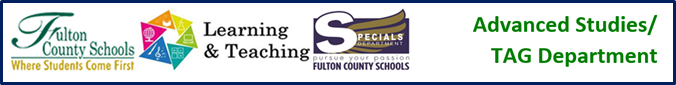 Fulton
County Schools
Where Students Come First
Learning
& Teaching
SPECIALS
DEPARTMENT
pursue your passion
FULTON COUNTY SCHOOLS
Advanced Studies/
TAG Department